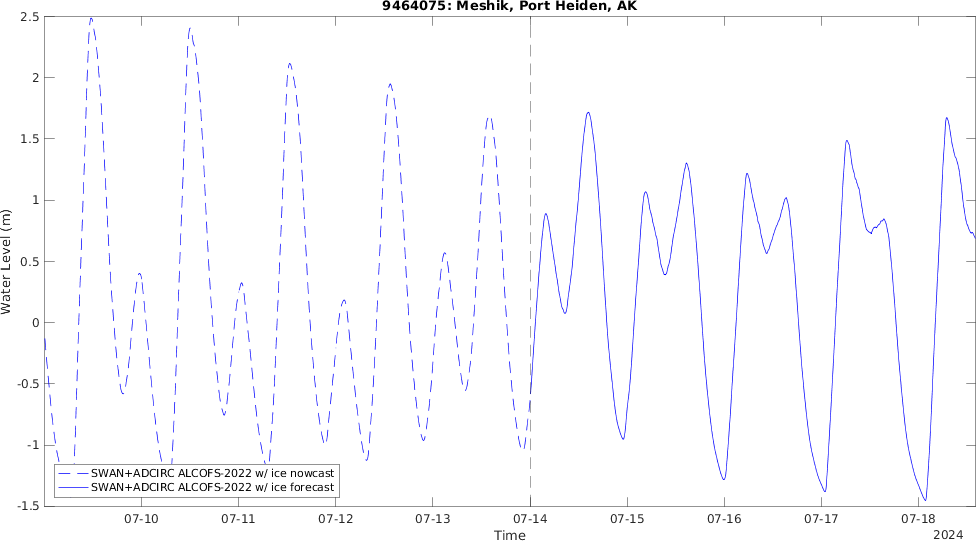 9464075: Meshik, Port Heiden, AK
Water Level (m)
2.5
2
1.5
1
0.5
0
-0.5
-1
-1.5
SWAN+ADCIRC ALCOFS-2022 w/ ice nowcast
SWAN+ADCIRC ALCOFS-2022 w/ ice forecast
07-10 07-11 07-12 07-13 07-14 07-15 07-16 07-17 07-18
Time
2024